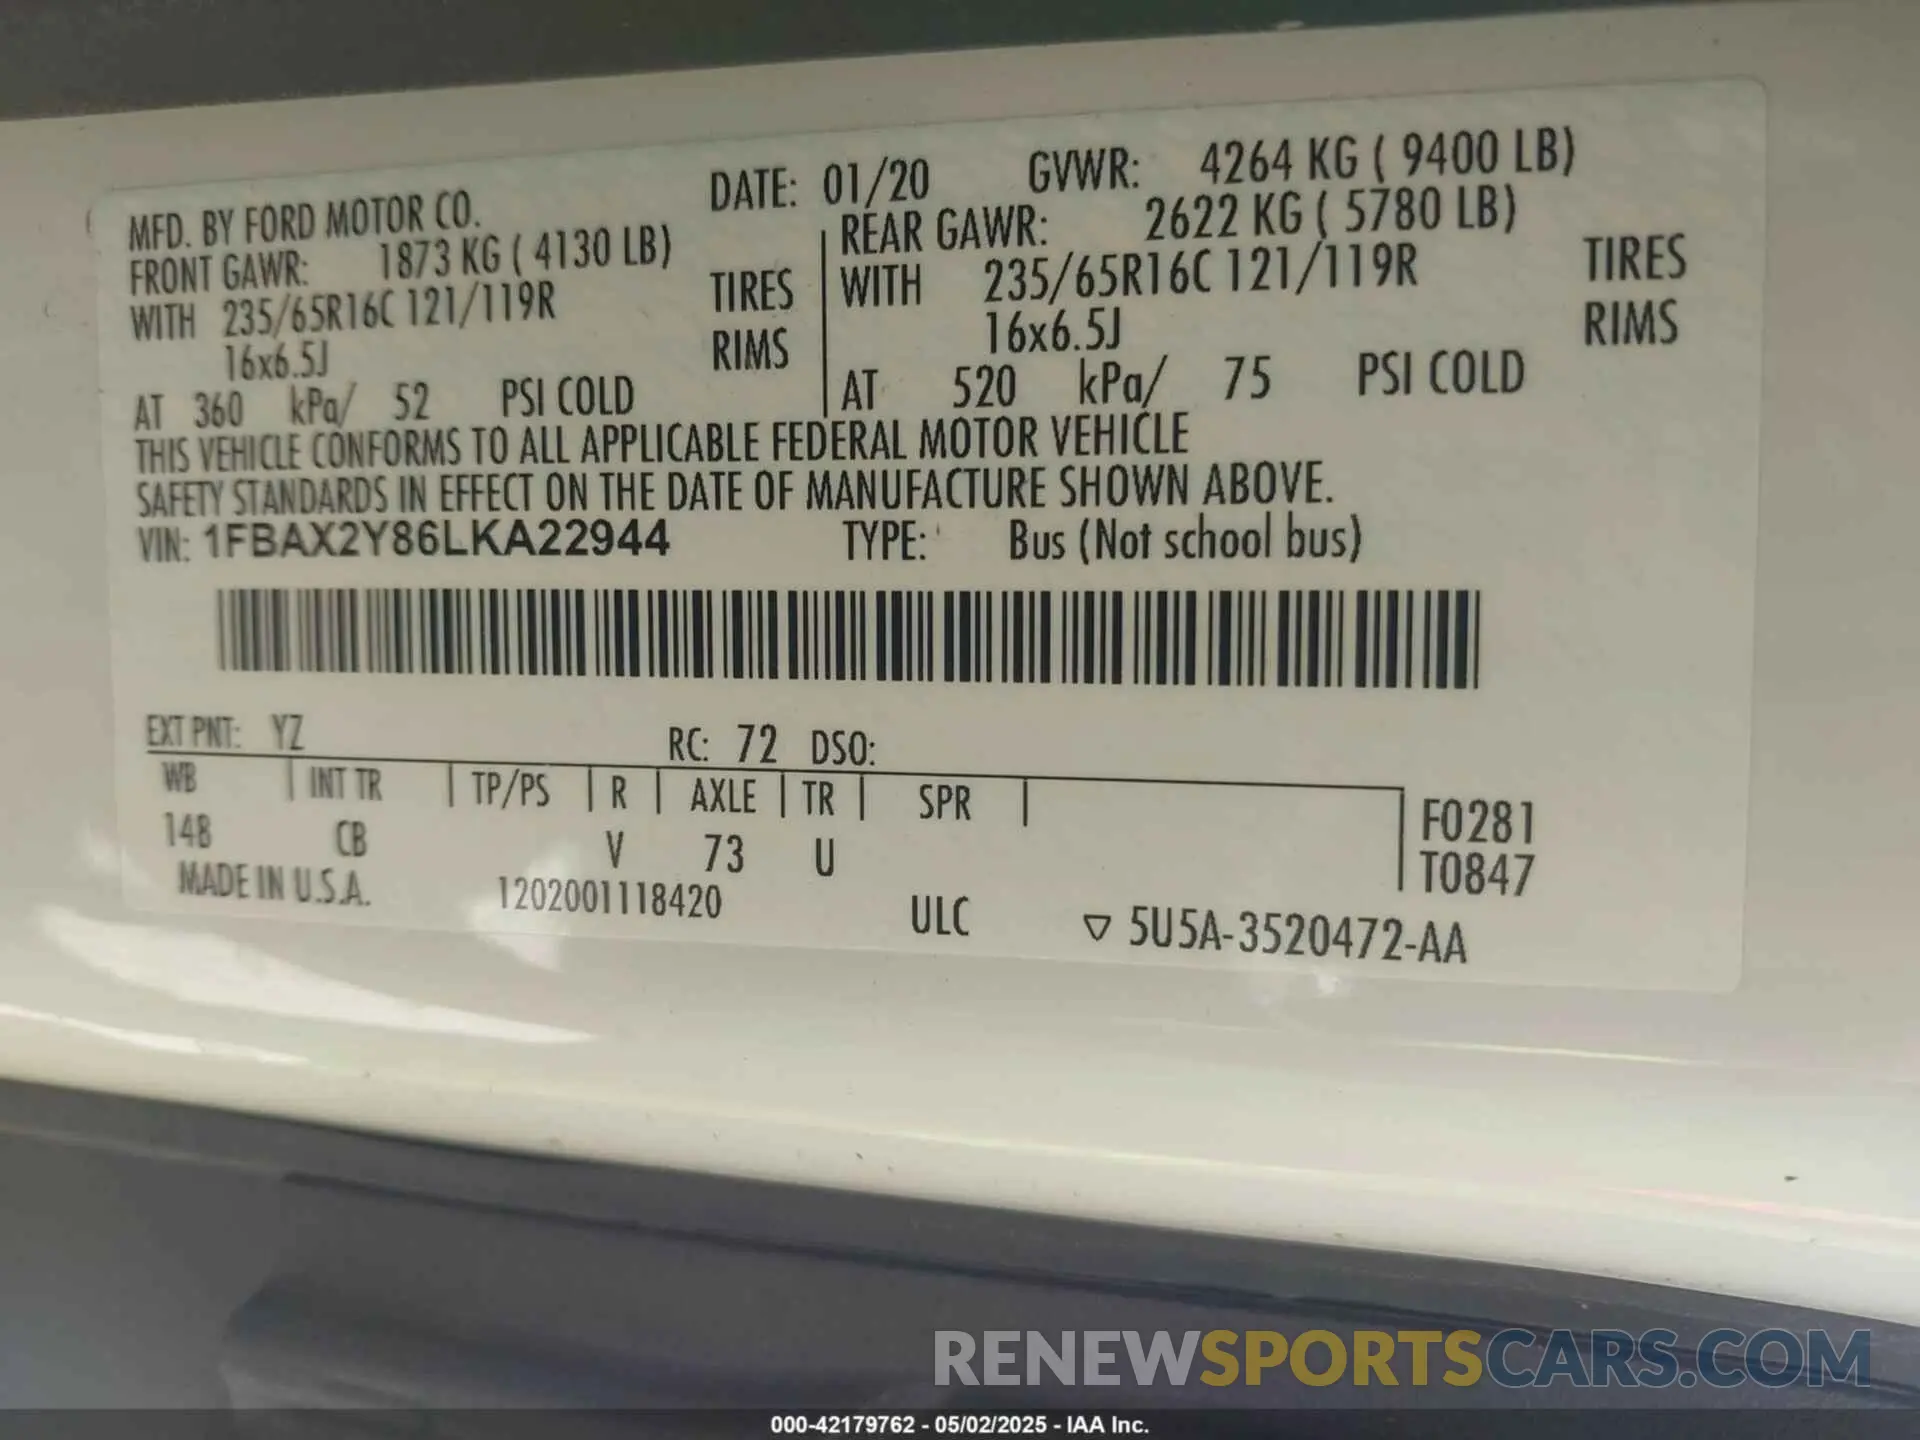 MFD. BY FORD MOTOR CO. DATE: 01/20 GVWR: 4264 KG ( 9400 LB)
FRONT GAWR: 1873 KG ( 4130 LB) REAR GAWR: 2622 KG ( 5780 LB)
WITH 235/65R16C 121/119R TIRES WITH 235/65R16C 121/119R TIRES
16x6.5J RIMS 16x6.5J RIMS
AT 360 kPa/ 52 PSI COLD AT 520 kPa/ 75 PSI COLD
THIS VEHICLE CONFORMS TO ALL APPLICABLE FEDERAL MOTOR VEHICLE
SAFETY STANDARDS IN EFFECT ON THE DATE OF MANUFACTURE SHOWN ABOVE.
VIN: 1FBAX2Y86LKA22944 TYPE: Bus (Not school bus)
EXT PNT: YZ RC: 72 DSO:
WB | INT TR | TP/PS | R | AXLE | TR | SPR | F0281
148 CB V 73 U T0847
MADE IN U.S.A. 1202001118420 ULC ▽ 5U5A-3520472-AA
RENEWSPORTSCARS.COM
000-42179762 - 05/02/2025 - IAA Inc.